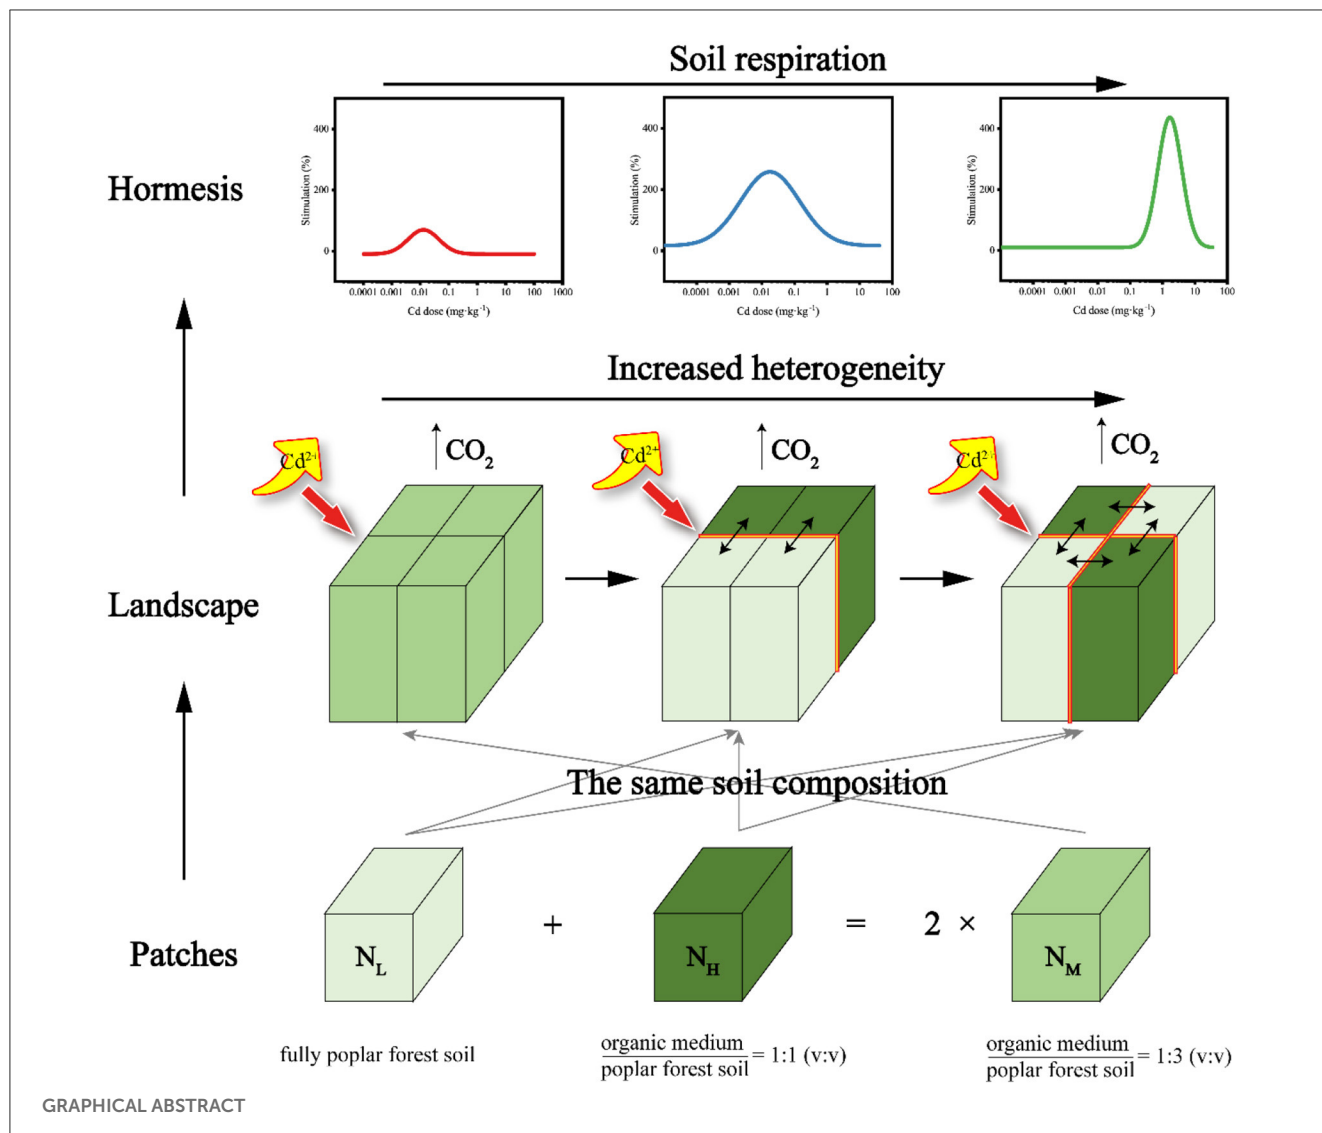 Soil respiration
Hormesis
Stimulation (%)
400
200
0
0.0001 0.001 0.01 0.1 1 10 100 1000
Cd dose (mg·kg⁻¹)
Stimulation (%)
400
200
0
0.0001 0.001 0.01 0.1 1 10 100
Cd dose (mg·kg⁻¹)
Stimulation (%)
400
200
0
0.0001 0.001 0.01 0.1 1 10 100
Cd dose (mg·kg⁻¹)
Increased heterogeneity
Cd²⁺
CO₂
Cd²⁺
CO₂
Cd²⁺
CO₂
Landscape
The same soil composition
Patches
N_L + N_H = 2 × N_M
fully poplar forest soil
organic medium
poplar forest soil = 1:1 (v:v)
organic medium
poplar forest soil = 1:3 (v:v)
GRAPHICAL ABSTRACT